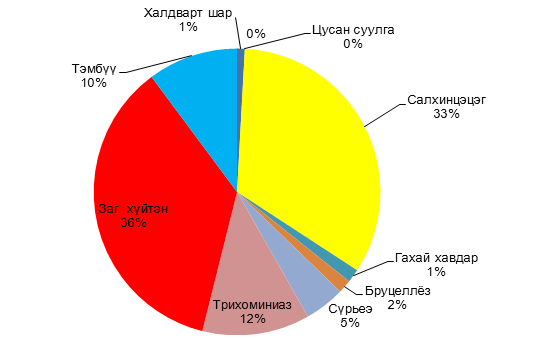 Халдварт шар
1%
0%
Цусан суулга
0%
Салхинцэцэг
33%
Гахай хавдар
1%
Бруцеллёз
2%
Сүрьеэ
5%
Трихоминиаз
12%
Заг хүйтэн
36%
Тэмбүү
10%